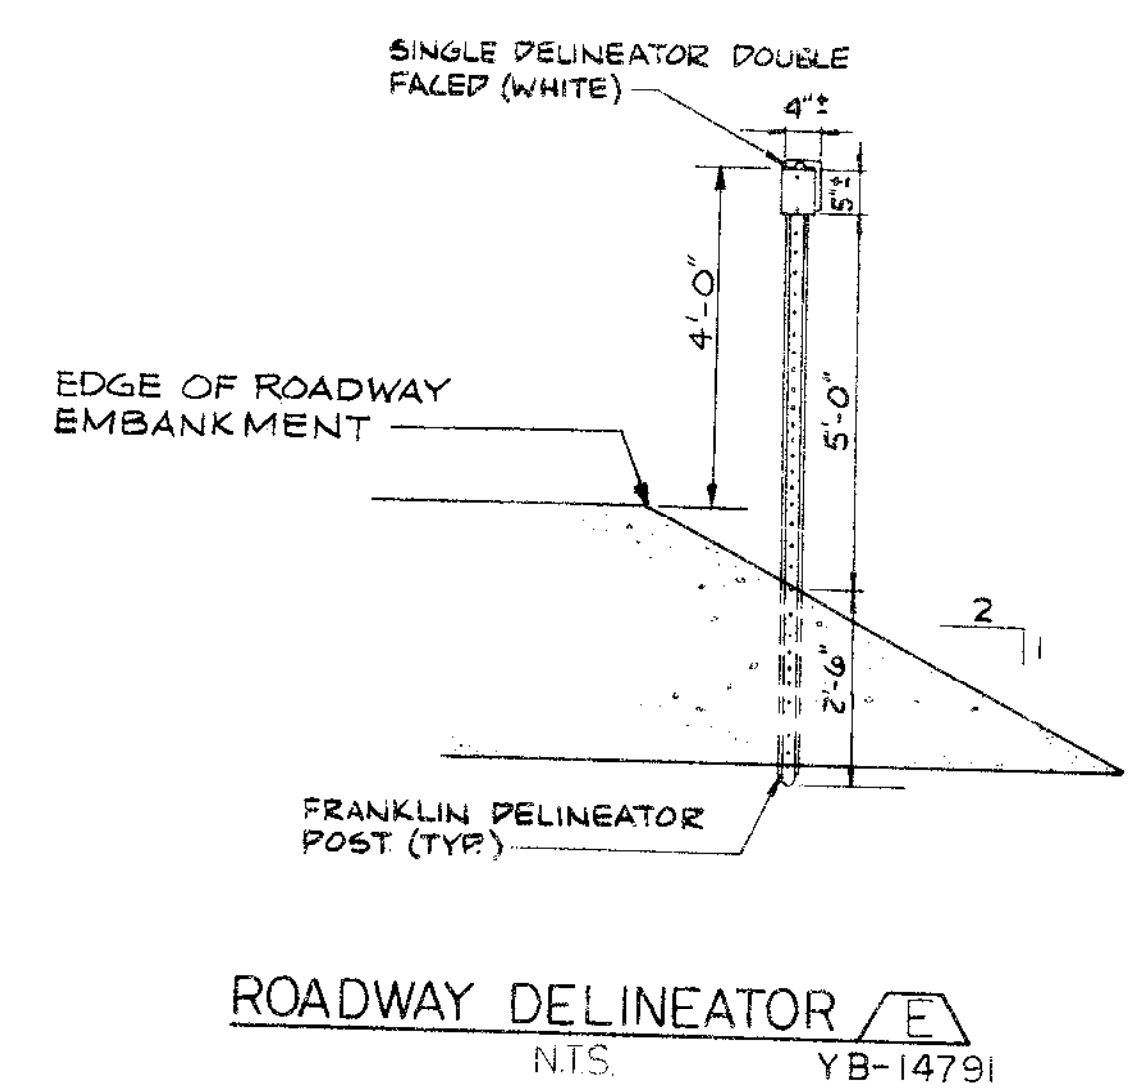 SINGLE DELINEATOR DOUBLE
FACED (WHITE)
4"±
5"±
4'-0"
5'-0"
EDGE OF ROADWAY
EMBANKMENT
2
1
2'-6"
FRANKLIN DELINEATOR
POST (TYP.)
ROADWAY DELINEATOR E
N.T.S. YB-14791